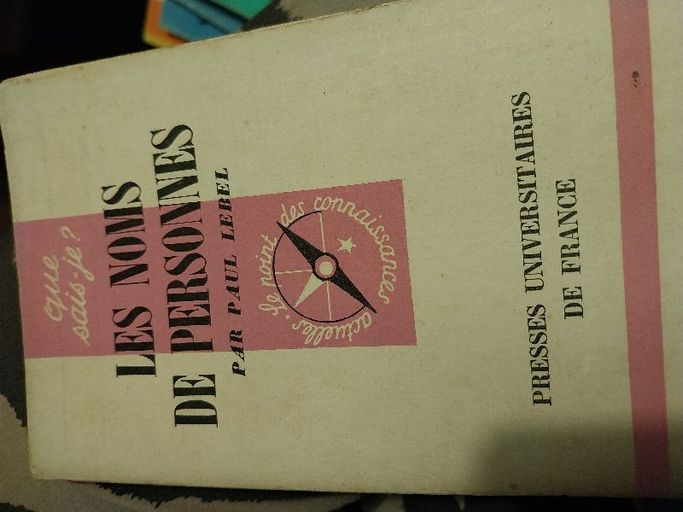 que
sais-je?
LES NOMS
DE PERSONNES
PAR PAUL LEBEL
le point des connaissances actuelles
PRESSES UNIVERSITAIRES
DE FRANCE